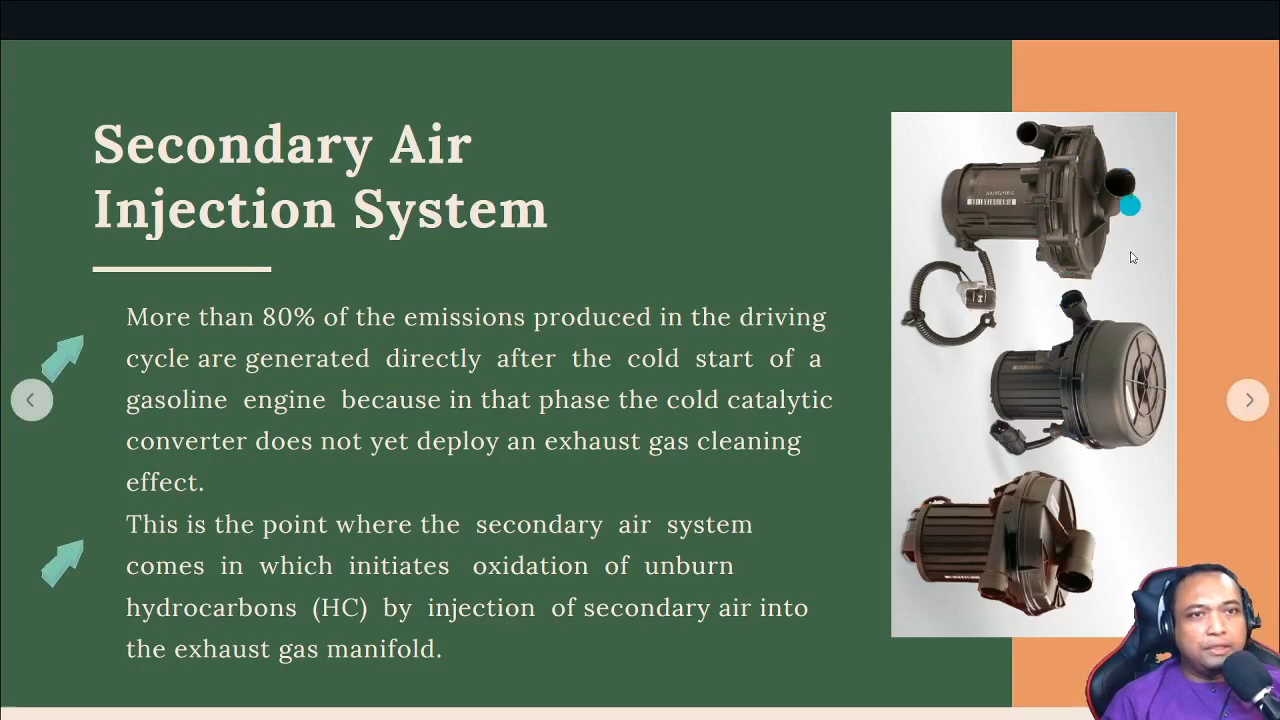 Secondary Air
Injection System
More than 80% of the emissions produced in the driving
cycle are generated directly after the cold start of a
gasoline engine because in that phase the cold catalytic
converter does not yet deploy an exhaust gas cleaning
effect.
This is the point where the secondary air system
comes in which initiates oxidation of unburn
hydrocarbons (HC) by injection of secondary air into
the exhaust gas manifold.